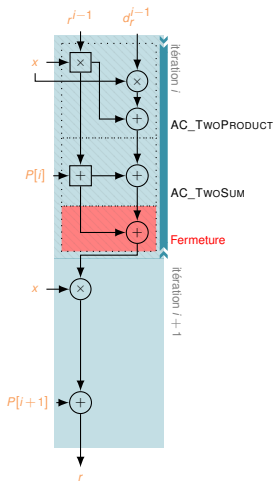 r^{i−1} d_r^{i−1}
itération i
x ×
×
+
AC_TWOPRODUCT
P[i] + +
AC_TWOSUM
+ Fermeture
itération i + 1
x ×
P[i+1] +
r